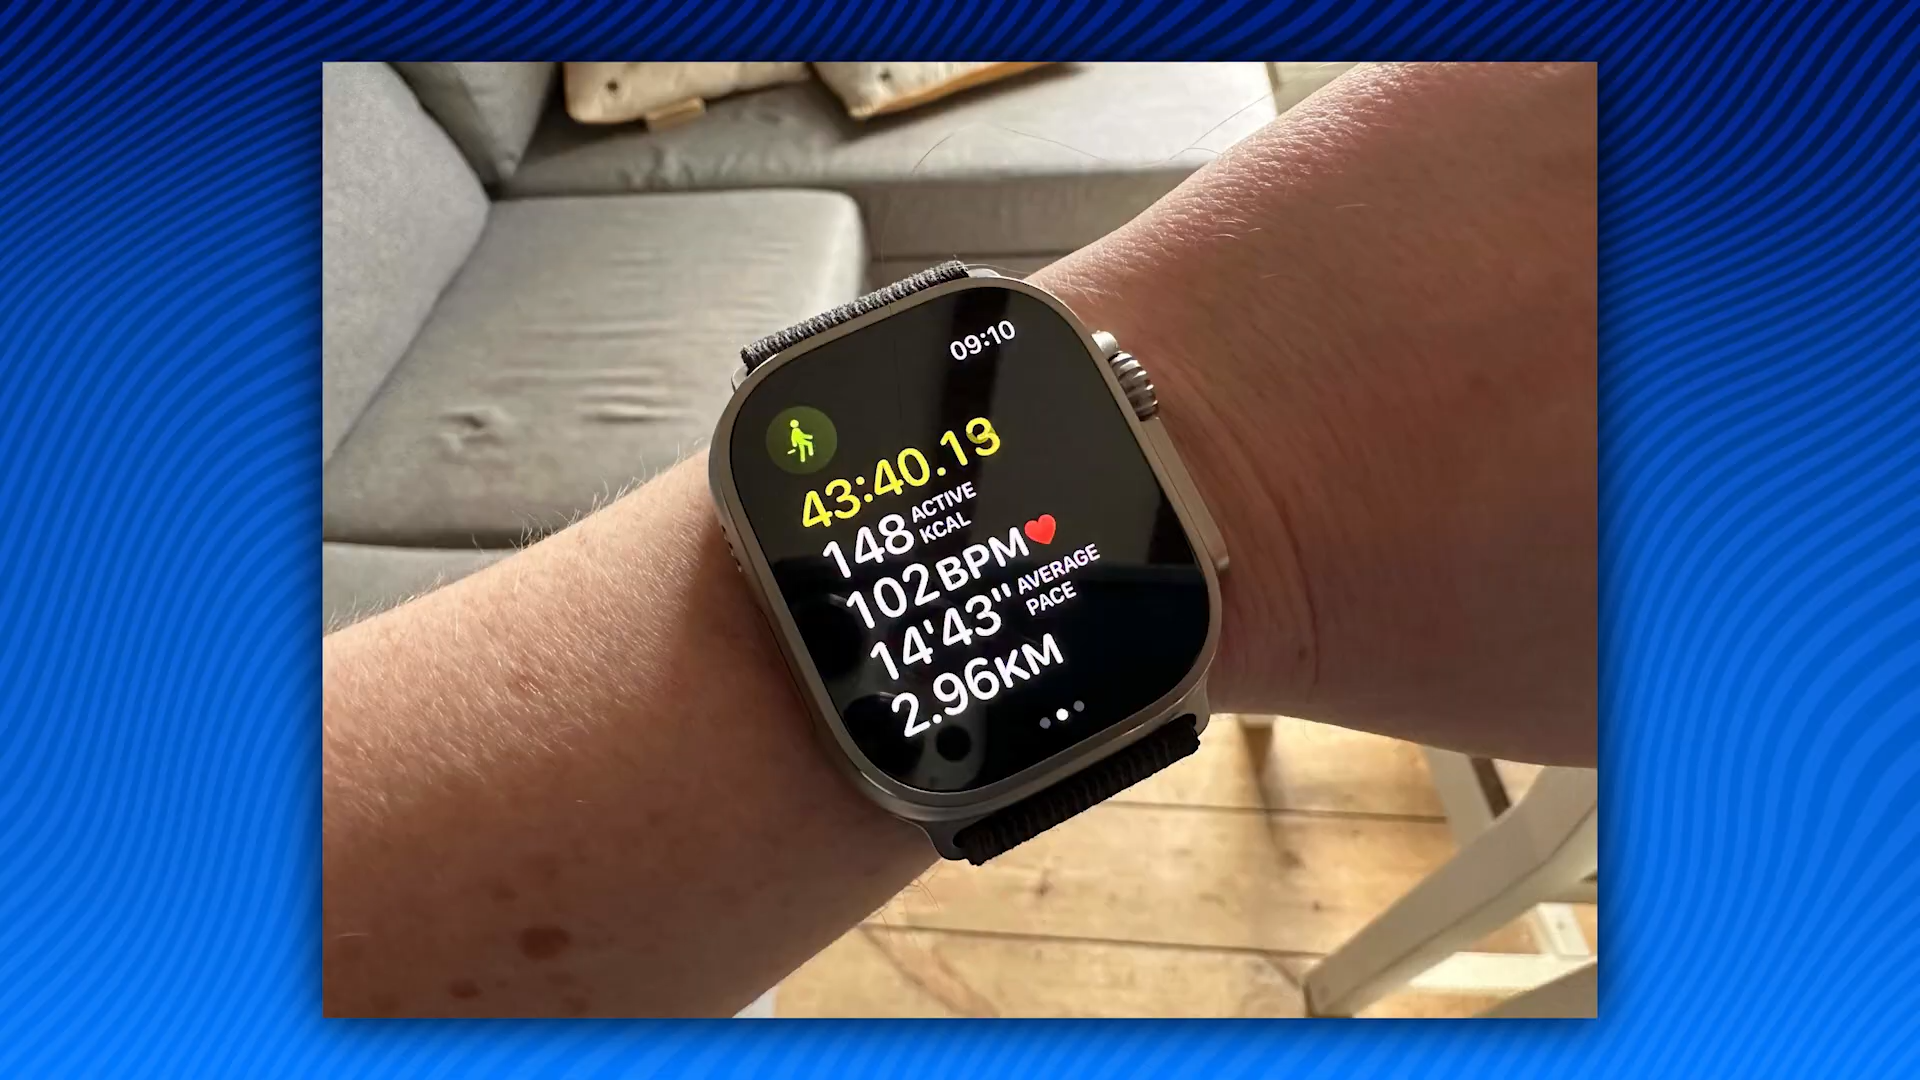 09:10
43:40.19
148 ACTIVE KCAL
102BPM
14'43" AVERAGE PACE
2.96KM